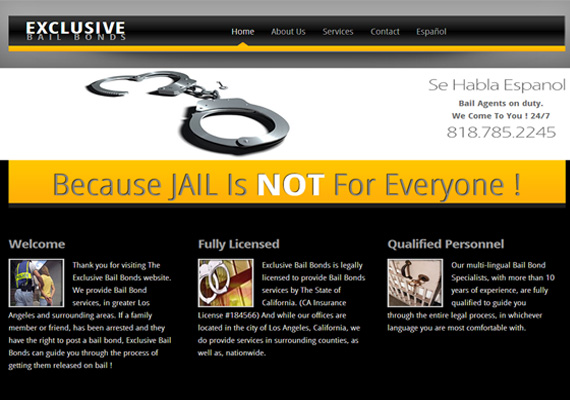 EXCLUSIVE
BAIL BONDS
Home About Us Services Contact Español
Se Habla Espanol
Bail Agents on duty.
We Come To You ! 24/7
818.785.2245
Because JAIL Is NOT For Everyone !
Welcome
Thank you for visiting The
Exclusive Bail Bonds website.
We provide Bail Bond
services, in greater Los
Angeles and surrounding areas. If a family
member or friend, has been arrested and they
have the right to post a bail bond, Exclusive Bail
Bonds can guide you through the process of
getting them released on bail !
Fully Licensed
Exclusive Bail Bonds is legally
licensed to provide Bail Bonds
services by The State of
California. (CA Insurance
License #184566) And while our offices are
located in the city of Los Angeles, California, we
do provide services in surrounding counties, as
well as, nationwide.
Qualified Personnel
Our multi-lingual Bail Bond
Specialists, with more than 10
years of experience, are fully
qualified to guide you
through the entire legal process, in whichever
language you are most comfortable with.